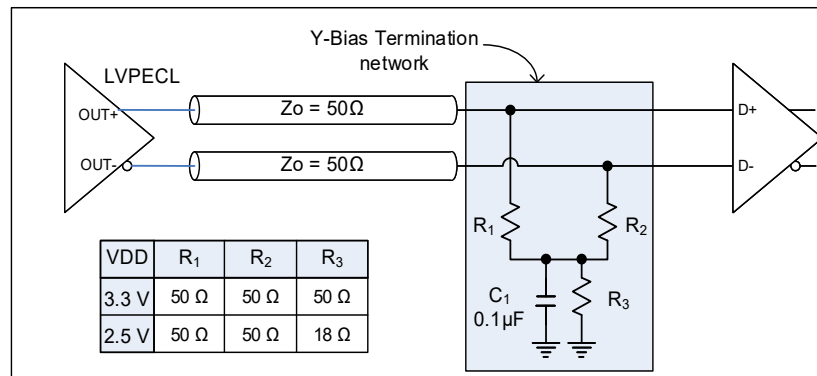 Y-Bias Termination
network
LVPECL
OUT+
Zo = 50Ω
D+
OUT-
Zo = 50Ω
D-
R1
R2
VDD R1 R2 R3
3.3 V 50 Ω 50 Ω 50 Ω
2.5 V 50 Ω 50 Ω 18 Ω
C1
0.1µF
R3